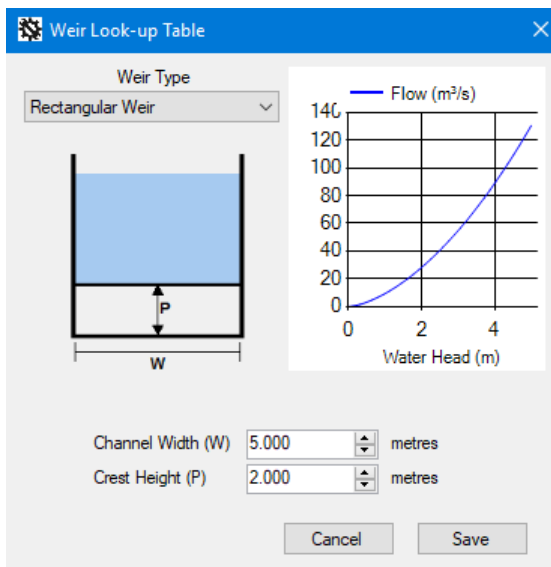 Weir Look-up Table
Weir Type
Rectangular Weir
P
W
Flow (m³/s)
140
120
100
80
60
40
20
0
0 2 4
Water Head (m)
Channel Width (W) 5.000 metres
Crest Height (P) 2.000 metres
Cancel Save